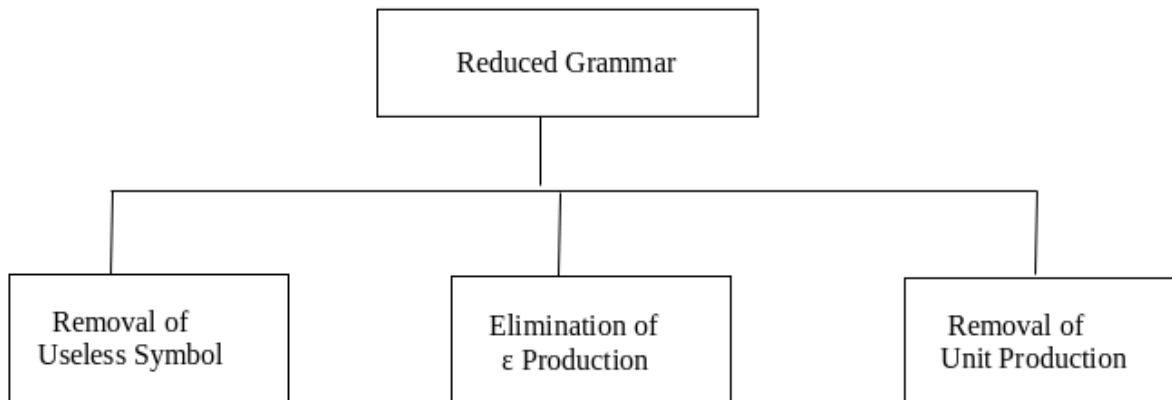 Reduced Grammar
Removal of
Useless Symbol
Elimination of
ε Production
Removal of
Unit Production